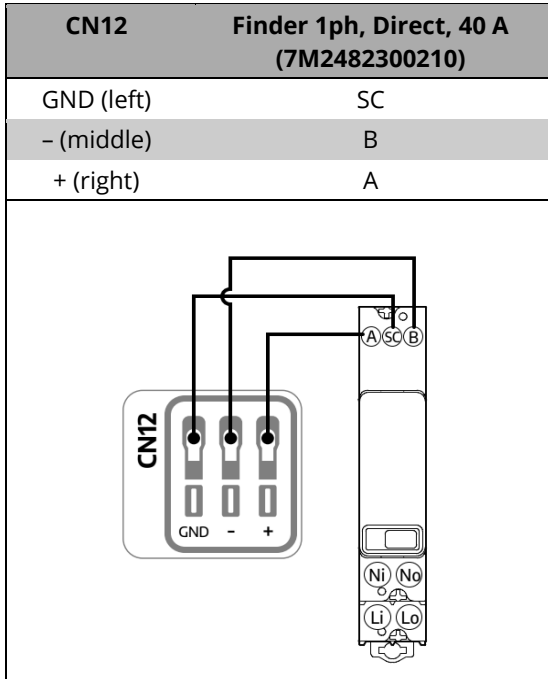 CN12 Finder 1ph, Direct, 40 A
(7M2482300210)
GND (left) SC
– (middle) B
+ (right) A
A SC B
CN12
GND - +
Ni No
Li Lo